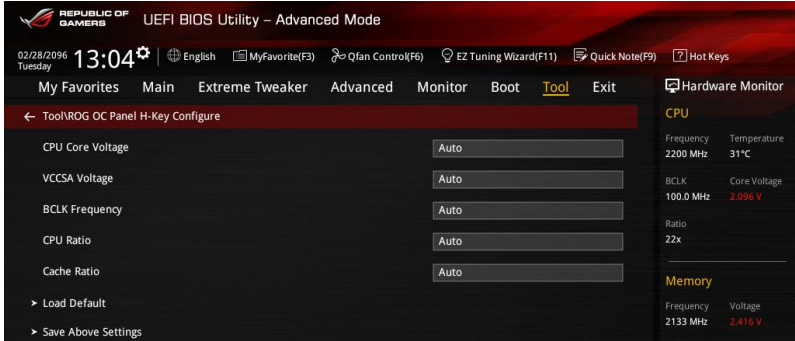 REPUBLIC OF
GAMERS
UEFI BIOS Utility – Advanced Mode
02/28/2096
Tuesday
13:04
English
MyFavorite(F3)
Qfan Control(F6)
EZ Tuning Wizard(F11)
Quick Note(F9)
? Hot Keys
My Favorites Main Extreme Tweaker Advanced Monitor Boot Tool Exit
Hardware Monitor
← Tool\ROG OC Panel H-Key Configure
CPU Core Voltage Auto
VCCSA Voltage Auto
BCLK Frequency Auto
CPU Ratio Auto
Cache Ratio Auto
> Load Default
> Save Above Settings
CPU
Frequency Temperature
2200 MHz 31°C
BCLK Core Voltage
100.0 MHz 2.096 V
Ratio
22x
Memory
Frequency Voltage
2133 MHz 2.416 V